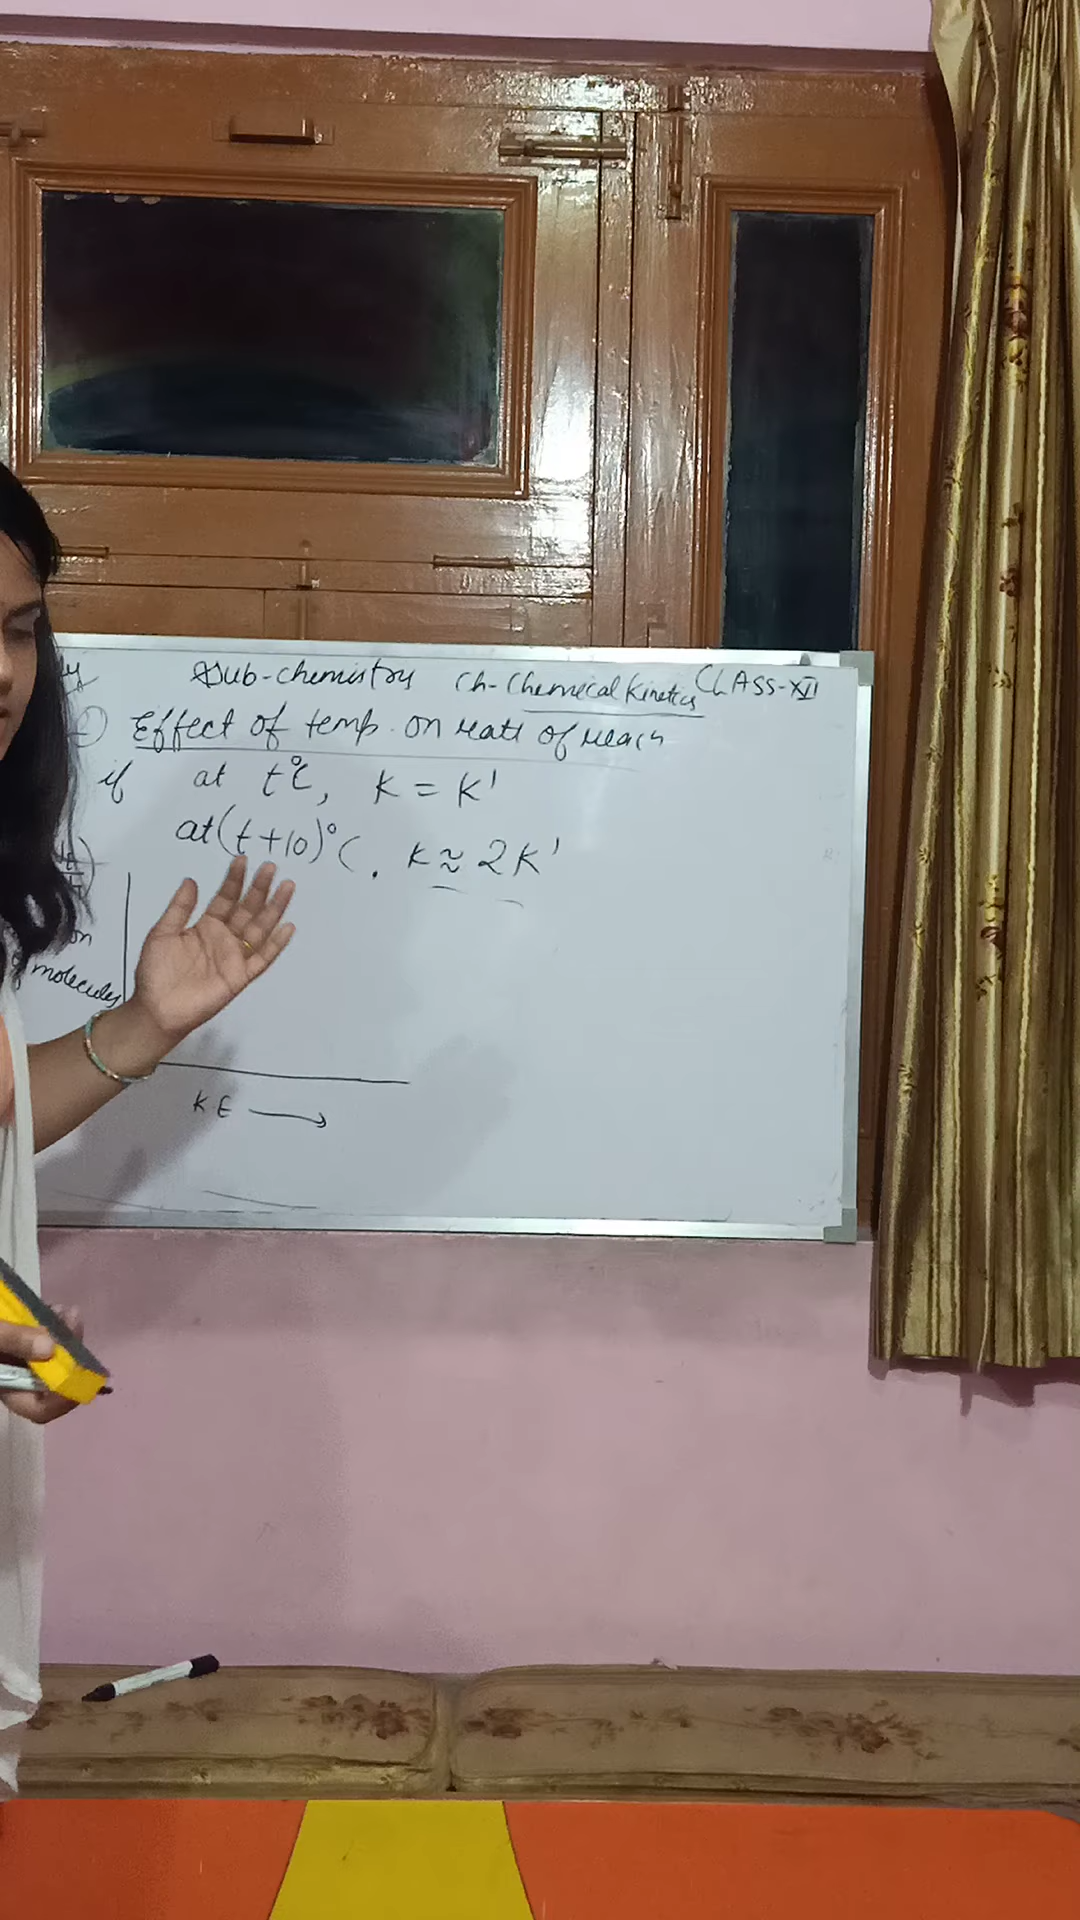 Sub-chemistry Ch-Chemical Kinetics CLASS-XII
Effect of temp. on rate of reacn
if at t°C, K = K'
at (t+10)°C. K ≈ 2K'
on
molecules
K E →